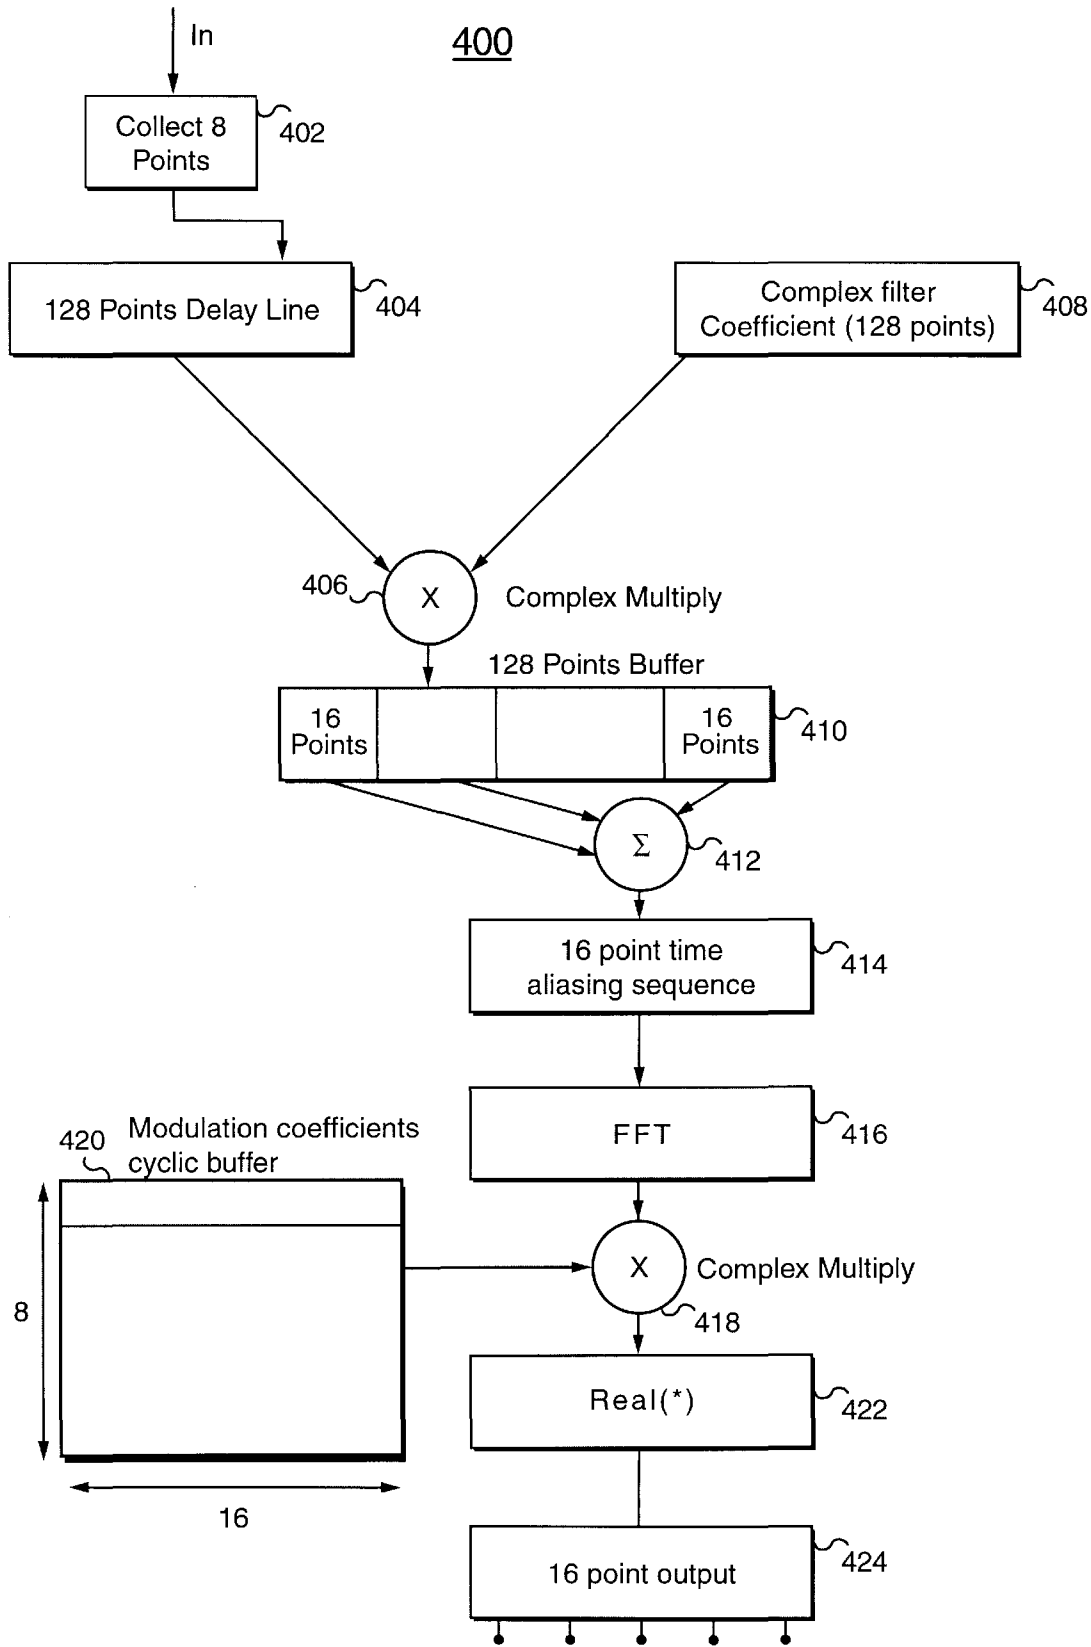 In
400
Collect 8
Points
402
128 Points Delay Line
404
Complex filter
Coefficient (128 points)
408
406
X
Complex Multiply
128 Points Buffer
16
Points
16
Points
410
Σ
412
16 point time
aliasing sequence
414
FFT
416
420
Modulation coefficients
cyclic buffer
8
16
X
Complex Multiply
418
Real(*)
422
16 point output
424